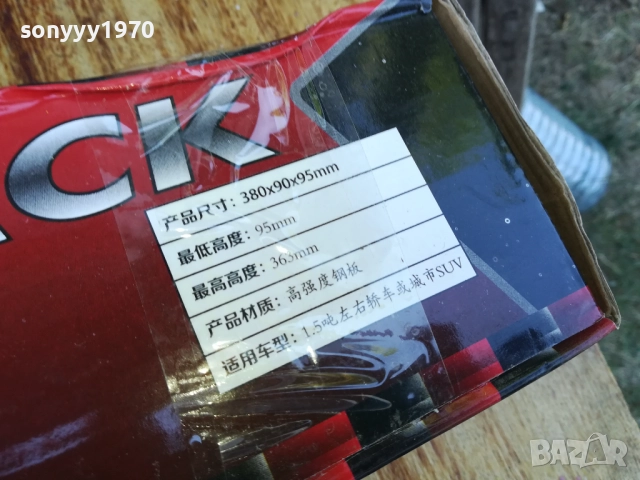 sonyyy1970
ACK
产品尺寸：380x90x95mm
最低高度：95mm
最高高度：363mm
产品材质：高强度钢板
适用车型：1.5吨左右轿车或城市SUV
BAZAR